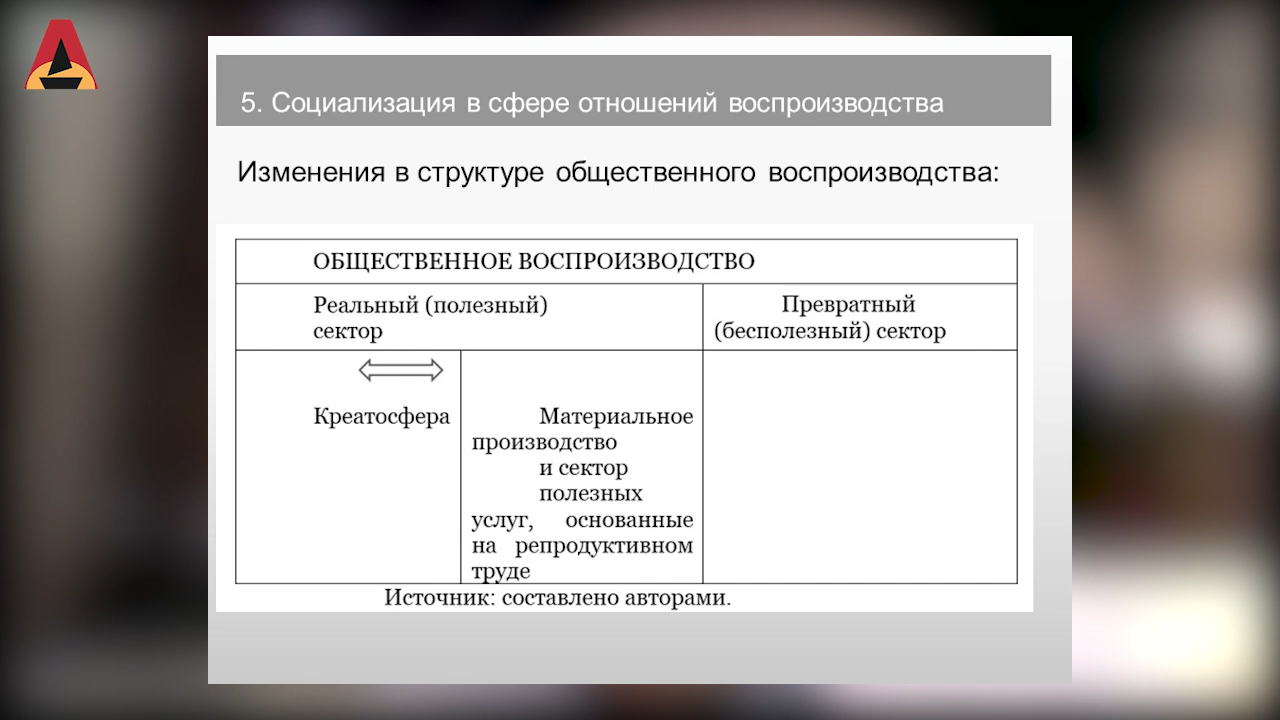 5. Социализация в сфере отношений воспроизводства
Изменения в структуре общественного воспроизводства:
ОБЩЕСТВЕННОЕ ВОСПРОИЗВОДСТВО
Реальный (полезный)
сектор
Превратный
(бесполезный) сектор
Креатосфера
Материальное
производство
и сектор
полезных
услуг, основанные
на репродуктивном
труде
Источник: составлено авторами.